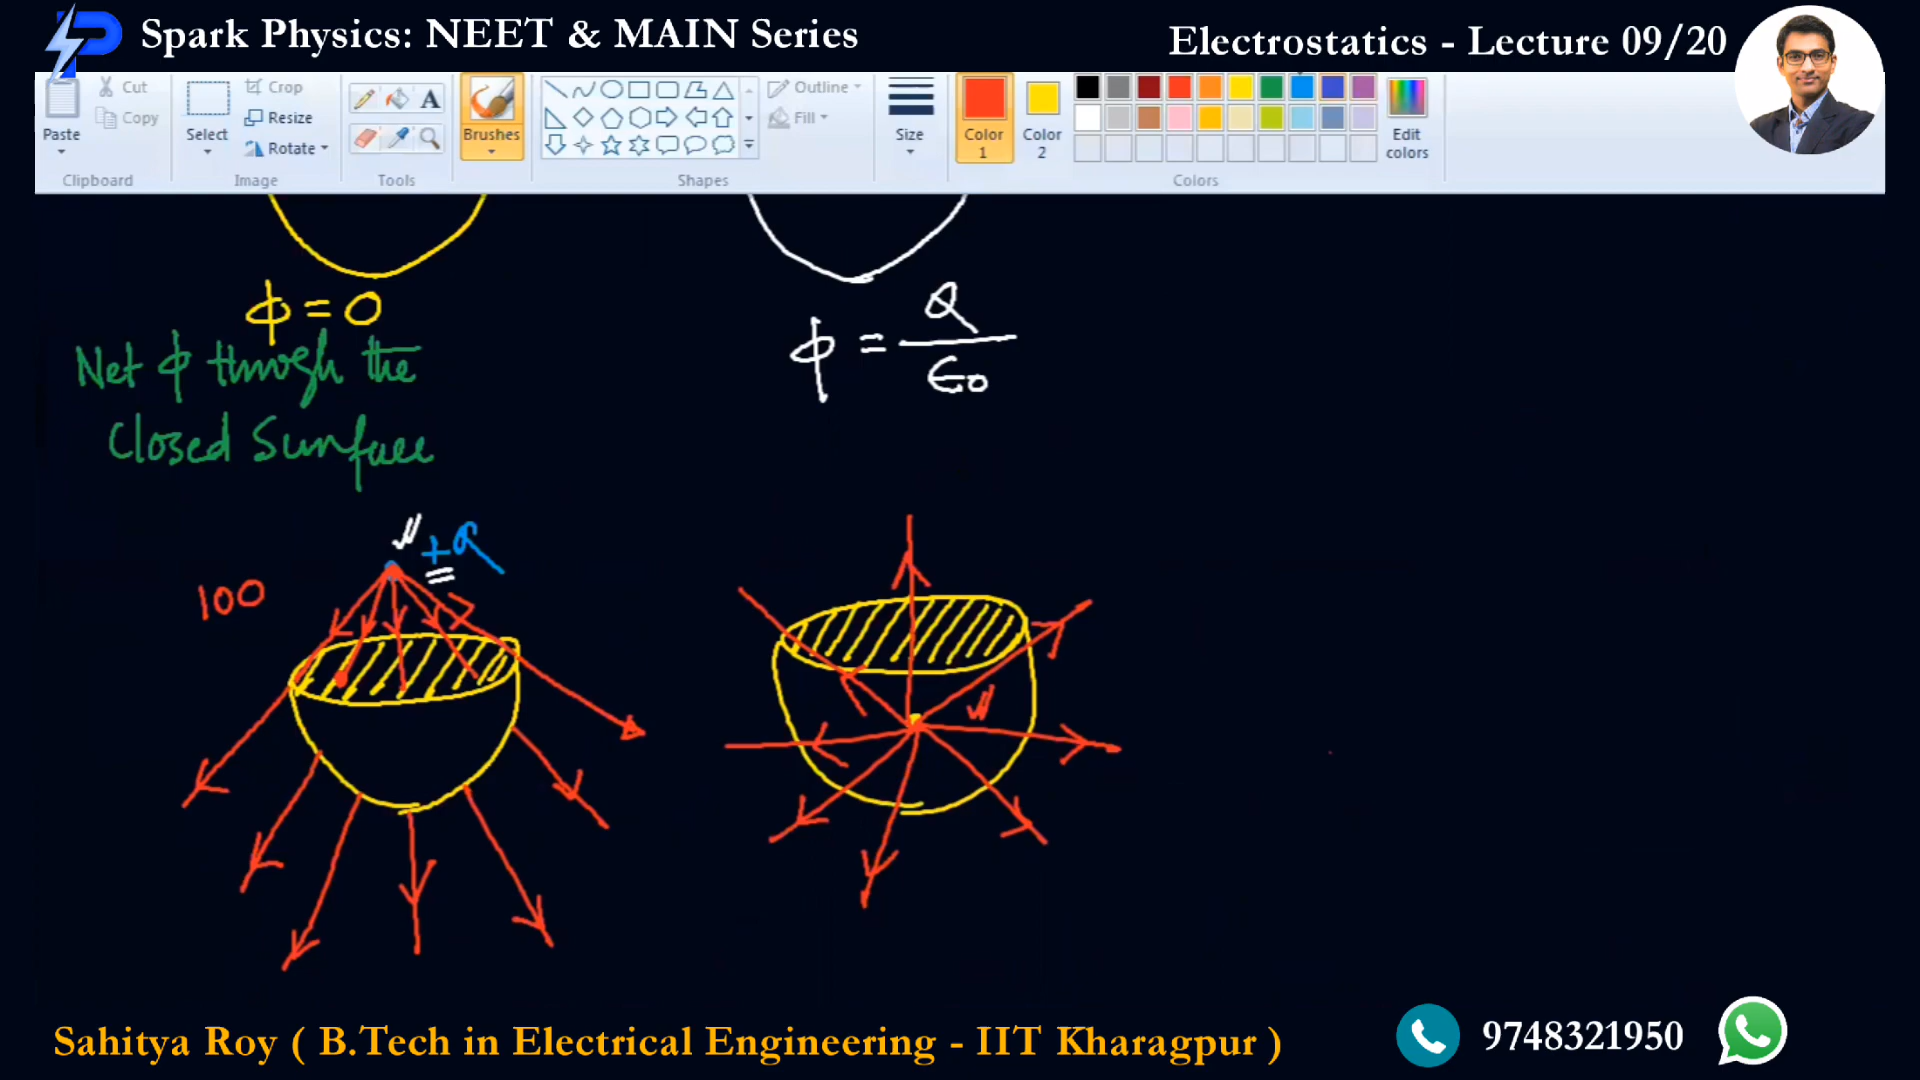 Spark Physics: NEET & MAIN Series
Electrostatics - Lecture 09/20
Cut
Copy
Paste
Clipboard
Select
Crop
Resize
Rotate
Image
A
Tools
Brushes
Outline
Fill
Shapes
Size
Color
1
Color
2
Edit
colors
Colors
ϕ = 0
Net ϕ through the
Closed Surface
ϕ = Q
ϵ0
100
+Q
Sahitya Roy ( B.Tech in Electrical Engineering - IIT Kharagpur )
9748321950